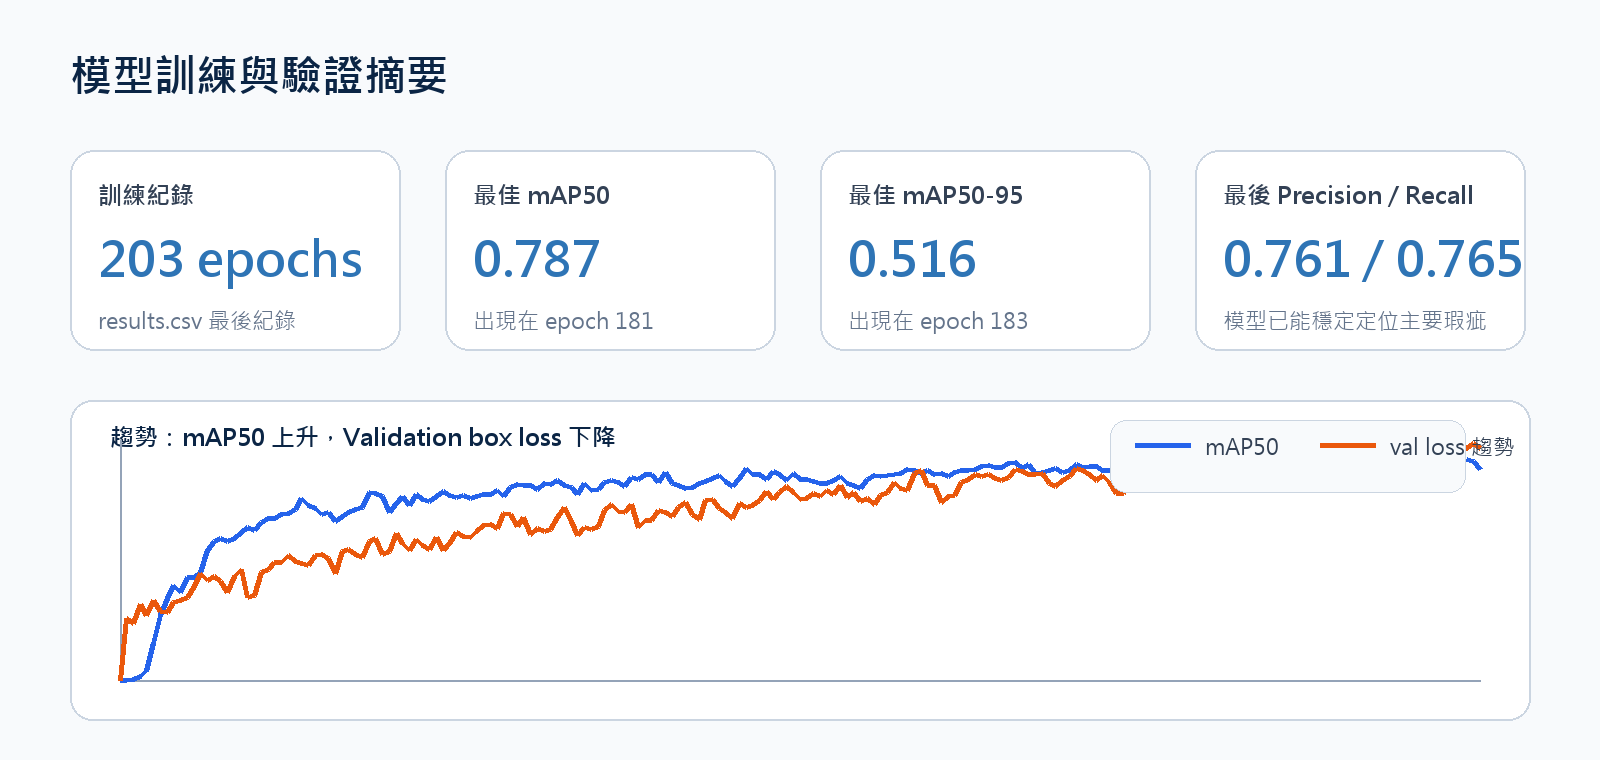 模型訓練與驗證摘要
訓練紀錄
203 epochs
results.csv 最後紀錄
最佳 mAP50
0.787
出現在 epoch 181
最佳 mAP50-95
0.516
出現在 epoch 183
最後 Precision / Recall
0.761 / 0.765
模型已能穩定定位主要瑕疵
趨勢：mAP50 上升，Validation box loss 下降
mAP50
val loss 趨勢